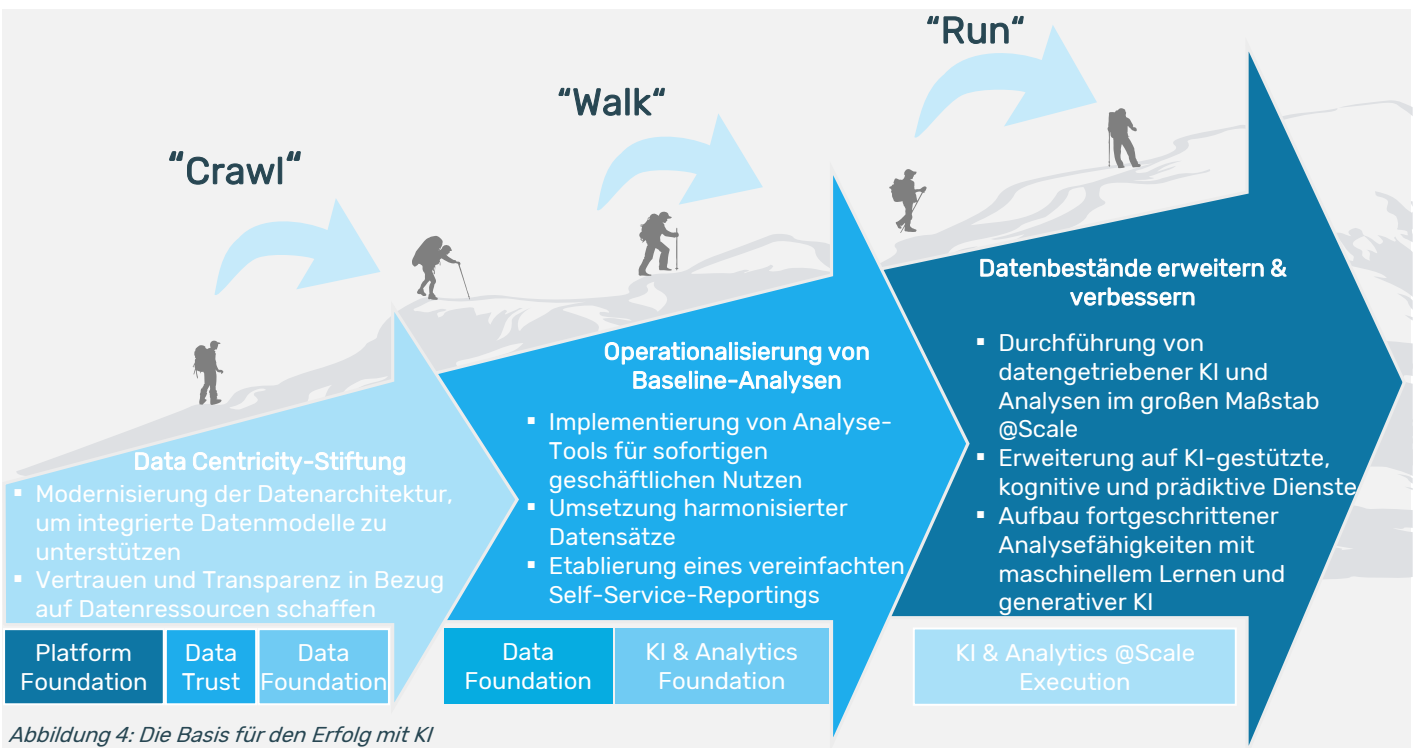 “Crawl“
“Walk“
“Run“
Data Centricity-Stiftung
▪ Modernisierung der Datenarchitektur,
um integrierte Datenmodelle zu
unterstützen
▪ Vertrauen und Transparenz in Bezug
auf Datenressourcen schaffen
Platform
Foundation
Data
Trust
Data
Foundation
Operationalisierung von
Baseline-Analysen
▪ Implementierung von Analyse-
Tools für sofortigen
geschäftlichen Nutzen
▪ Umsetzung harmonisierter
Datensätze
▪ Etablierung eines vereinfachten
Self-Service-Reportings
Data
Foundation
KI & Analytics
Foundation
Datenbestände erweitern &
verbessern
▪ Durchführung von
datengetriebener KI und
Analysen im großen Maßstab
@Scale
▪ Erweiterung auf KI-gestützte,
kognitive und prädiktive Dienste
▪ Aufbau fortgeschrittener
Analysefähigkeiten mit
maschinellem Lernen und
generativer KI
KI & Analytics @Scale
Execution
Abbildung 4: Die Basis für den Erfolg mit KI